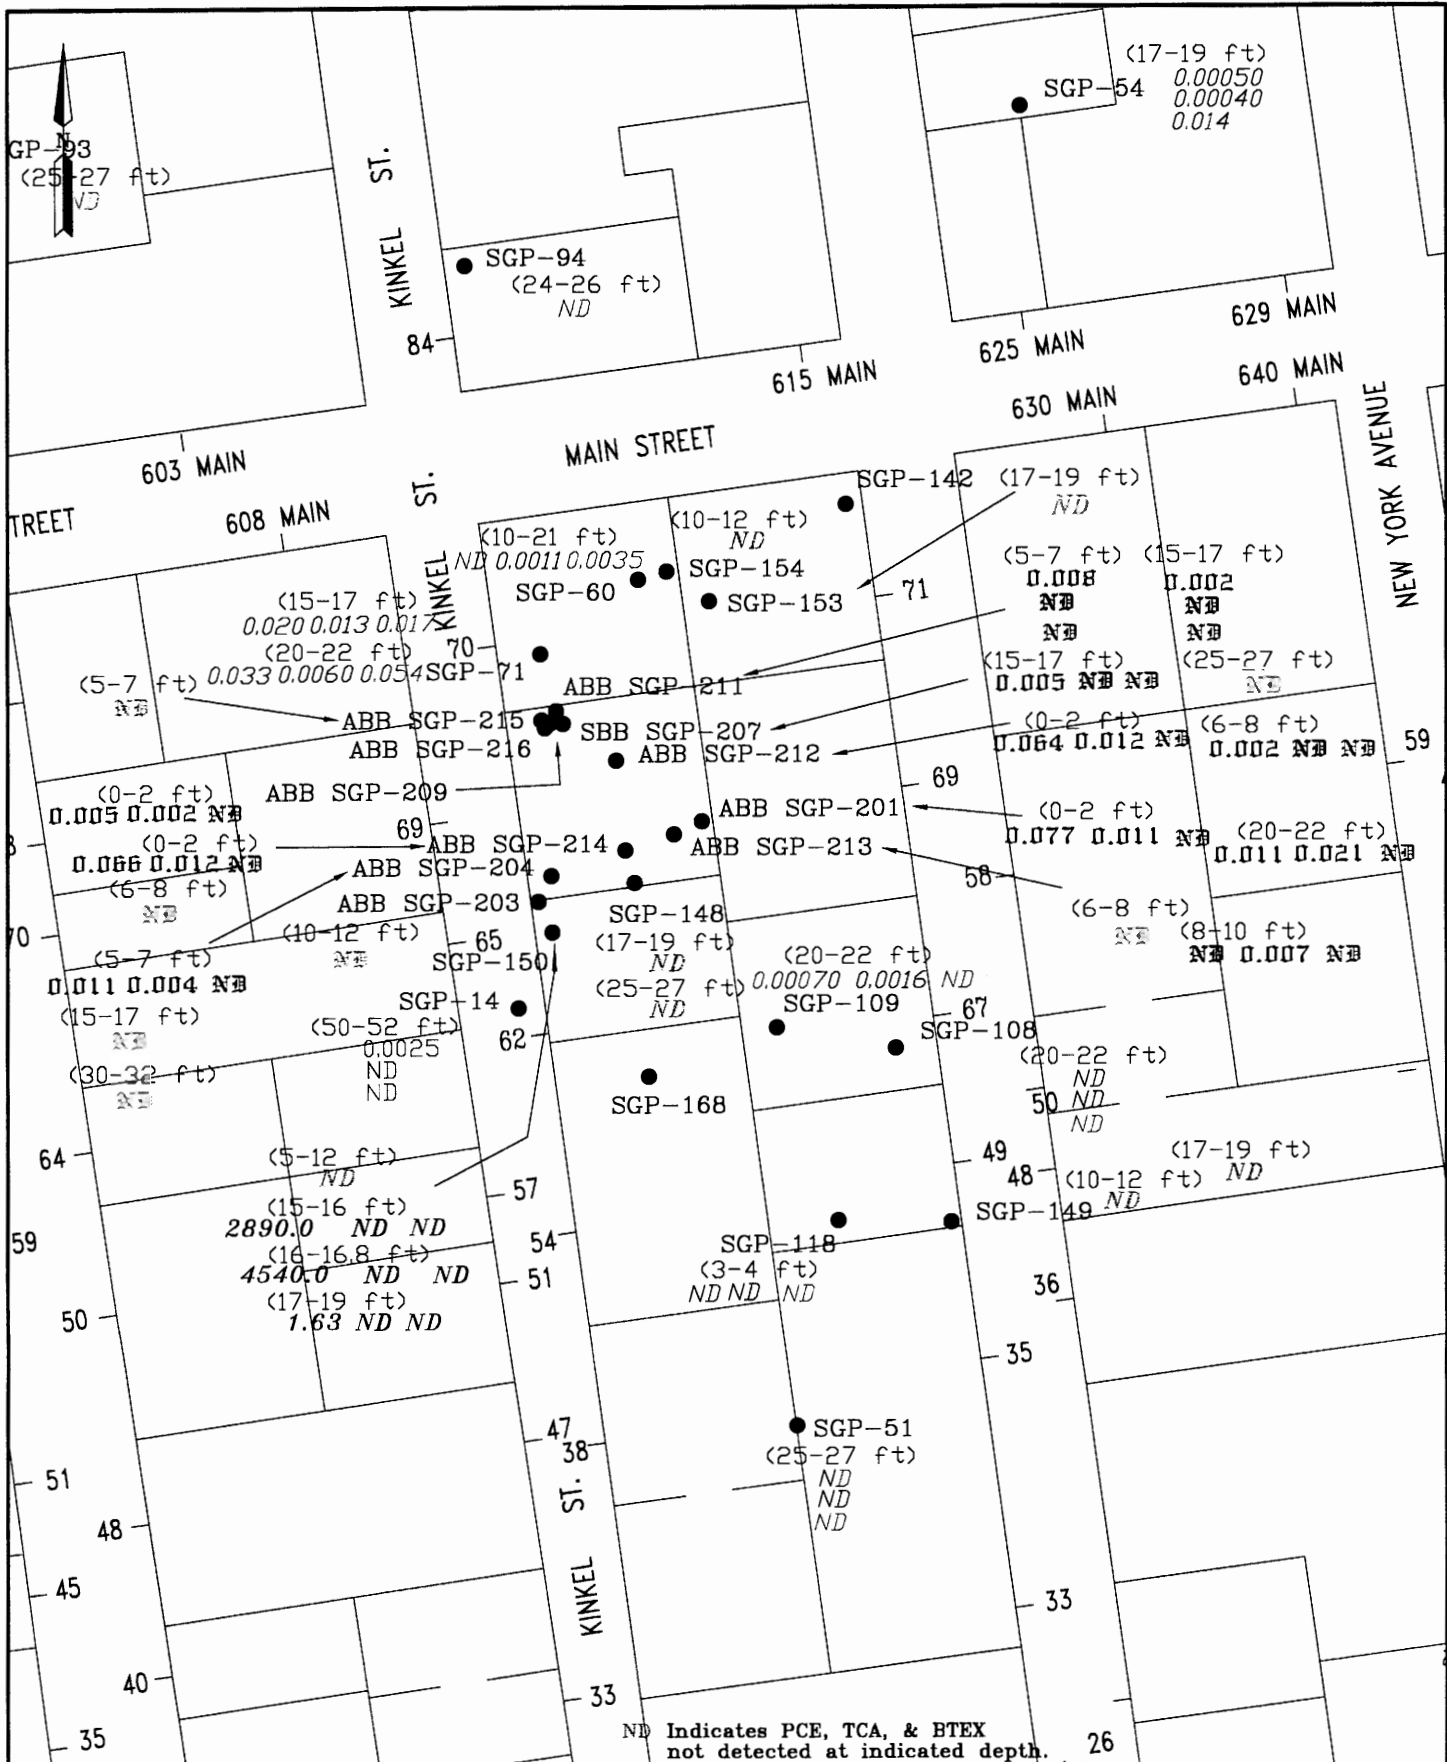 (17-19 ft)
SGP-54
0.00050
0.00040
0.014
N
GP-93
(25-27 ft)
ND
KINKEL ST.
SGP-94
(24-26 ft)
ND
84
629 MAIN
625 MAIN
615 MAIN
640 MAIN
630 MAIN
MAIN STREET
603 MAIN
608 MAIN
TREET
KINKEL ST.
NEW YORK AVENUE
SGP-142
(17-19 ft)
ND
(10-12 ft)
ND
(10-21 ft)
ND 0.0011 0.0035
SGP-154
SGP-60
SGP-153
71
(5-7 ft)
0.008
ND
ND
(15-17 ft)
0.002
ND
ND
(15-17 ft)
0.020 0.013 0.017
(20-22 ft)
0.033 0.0060 0.054
SGP-71
70
(15-17 ft)
0.005 ND ND
(25-27 ft)
ND
(5-7 ft)
ND
ABB SGP-211
ABB SGP-215
SBB SGP-207
ABB SGP-216
ABB SGP-212
(0-2 ft)
0.064 0.012 ND
(6-8 ft)
0.002 ND ND
59
ABB SGP-209
69
(0-2 ft)
0.005 0.002 ND
69
ABB SGP-201
(0-2 ft)
0.077 0.011 ND
(20-22 ft)
0.011 0.021 ND
(0-2 ft)
0.066 0.012 ND
ABB SGP-214
ABB SGP-213
ABB SGP-204
58
(6-8 ft)
ND
ABB SGP-203
SGP-148
(6-8 ft)
ND
(8-10 ft)
ND 0.007 ND
70
(10-12 ft)
ND
65
SGP-150
(17-19 ft)
ND
(25-27 ft)
ND
(20-22 ft)
0.00070 0.0016 ND
(5-7 ft)
0.011 0.004 ND
SGP-14
SGP-109
67
SGP-108
(15-17 ft)
ND
(50-52 ft)
0.0025
ND
ND
62
(20-22 ft)
ND
ND
ND
50
(30-32 ft)
ND
SGP-168
64
(5-12 ft)
ND
(15-16 ft)
2890.0 ND ND
(16-16.8 ft)
4540.0 ND ND
(17-19 ft)
1.63 ND ND
57
49
48
(17-19 ft)
ND
(10-12 ft)
ND
SGP-149
59
54
SGP-118
(3-4 ft)
ND ND ND
51
36
50
35
SGP-51
(25-27 ft)
ND
ND
ND
47
38
51
48
KINKEL ST.
45
33
40
33
35
ND Indicates PCE, TCA, & BTEX
not detected at indicated depth.
26